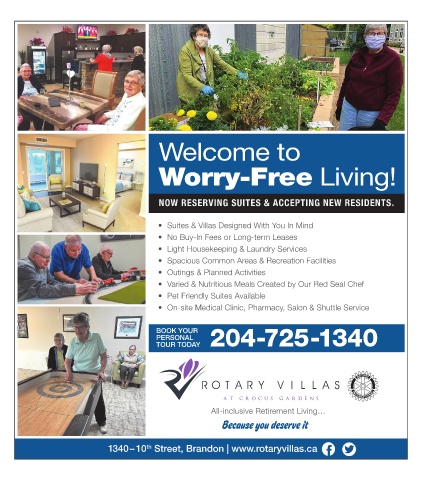 Welcome to
Worry-Free Living!
NOW RESERVING SUITES & ACCEPTING NEW RESIDENTS.
• Suites & Villas Designed With You In Mind
• No Buy-In Fees or Long-term Leases
• Light Housekeeping & Laundry Services
• Spacious Common Areas & Recreation Facilities
• Outings & Planned Activities
• Varied & Nutritious Meals Created by Our Red Seal Chef
• Pet Friendly Suites Available
• On-site Medical Clinic, Pharmacy, Salon & Shuttle Service
BOOK YOUR
PERSONAL
TOUR TODAY
204-725-1340
ROTARY VILLAS
AT CROCUS GARDENS
All-inclusive Retirement Living...
Because you deserve it
1340–10th Street, Brandon | www.rotaryvillas.ca